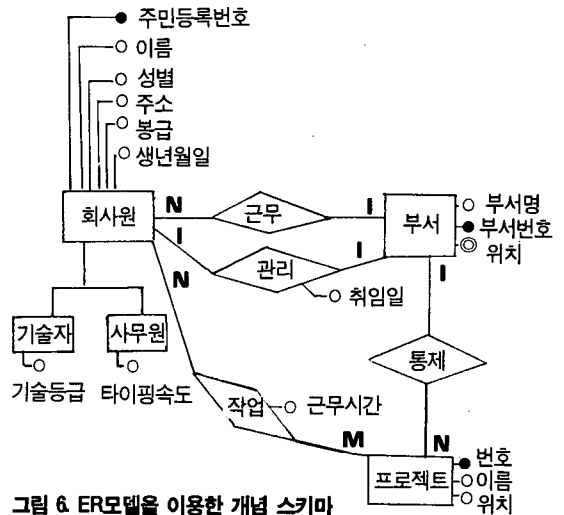 주민등록번호
이름
성별
주소
봉급
생년월일
회사원
N
근무
I
부서
부서명
부서번호
위치
I
관리
I
취임일
N
I
기술자
사무원
기술등급
타이핑속도
통제
작업
근무시간
M
N
프로젝트
번호
이름
위치
그림 6. ER모델을 이용한 개념 스키마